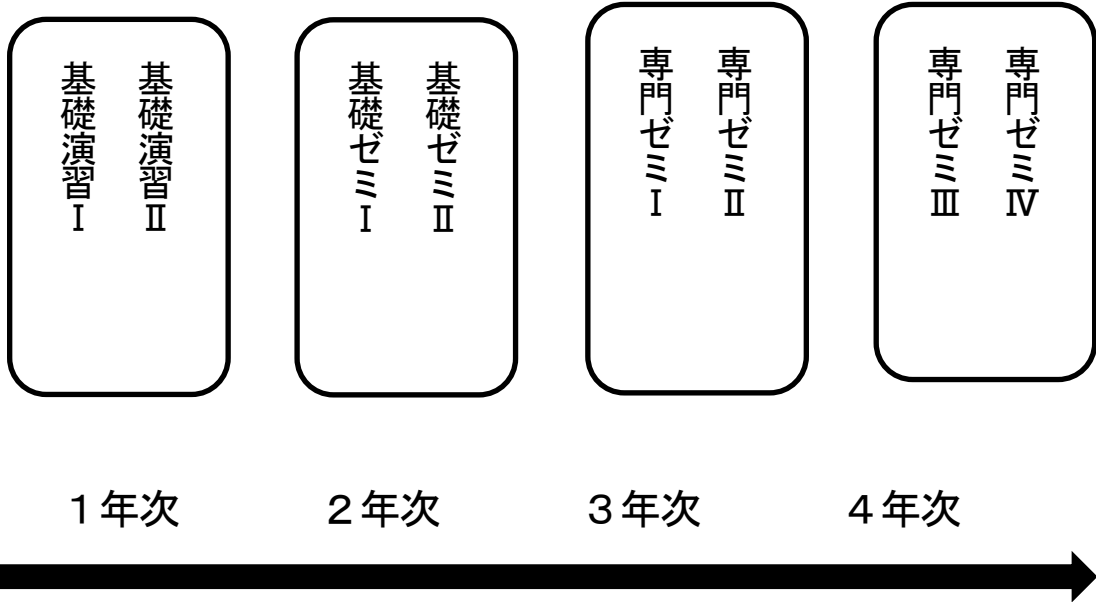 基礎演習Ⅰ
基礎演習Ⅱ
基礎ゼミⅠ
基礎ゼミⅡ
専門ゼミⅠ
専門ゼミⅡ
専門ゼミⅢ
専門ゼミⅣ
１年次
２年次
３年次
４年次